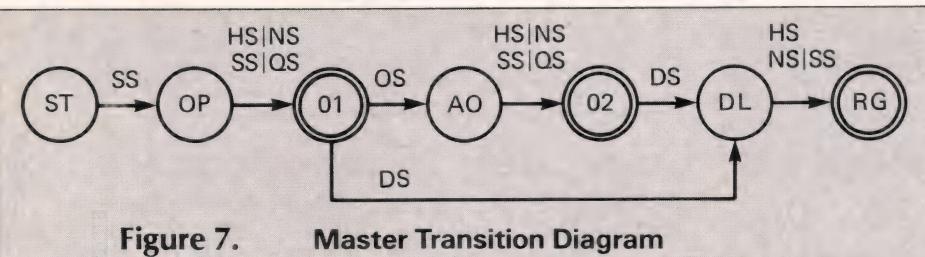 HS|NS
SS|QS
HS|NS
SS|QS
HS
NS|SS
SS
OS
DS
ST
OP
01
AO
02
DL
RG
DS
Figure 7. Master Transition Diagram